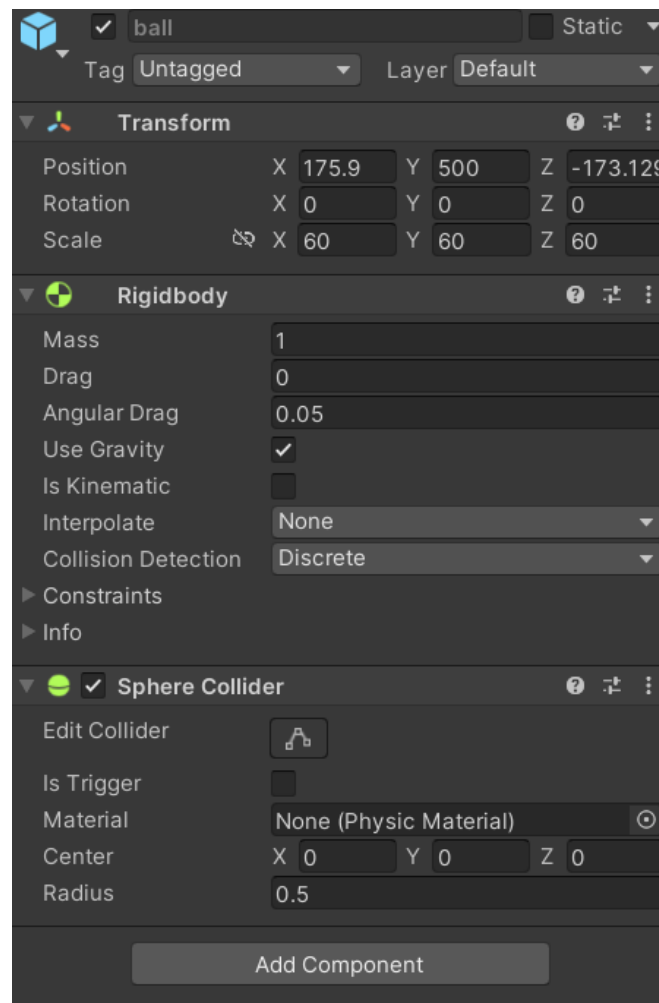 ball Static
Tag Untagged Layer Default
Transform
Position X 175.9 Y 500 Z -173.129
Rotation X 0 Y 0 Z 0
Scale X 60 Y 60 Z 60
Rigidbody
Mass 1
Drag 0
Angular Drag 0.05
Use Gravity
Is Kinematic
Interpolate None
Collision Detection Discrete
Constraints
Info
Sphere Collider
Edit Collider
Is Trigger
Material None (Physic Material)
Center X 0 Y 0 Z 0
Radius 0.5
Add Component